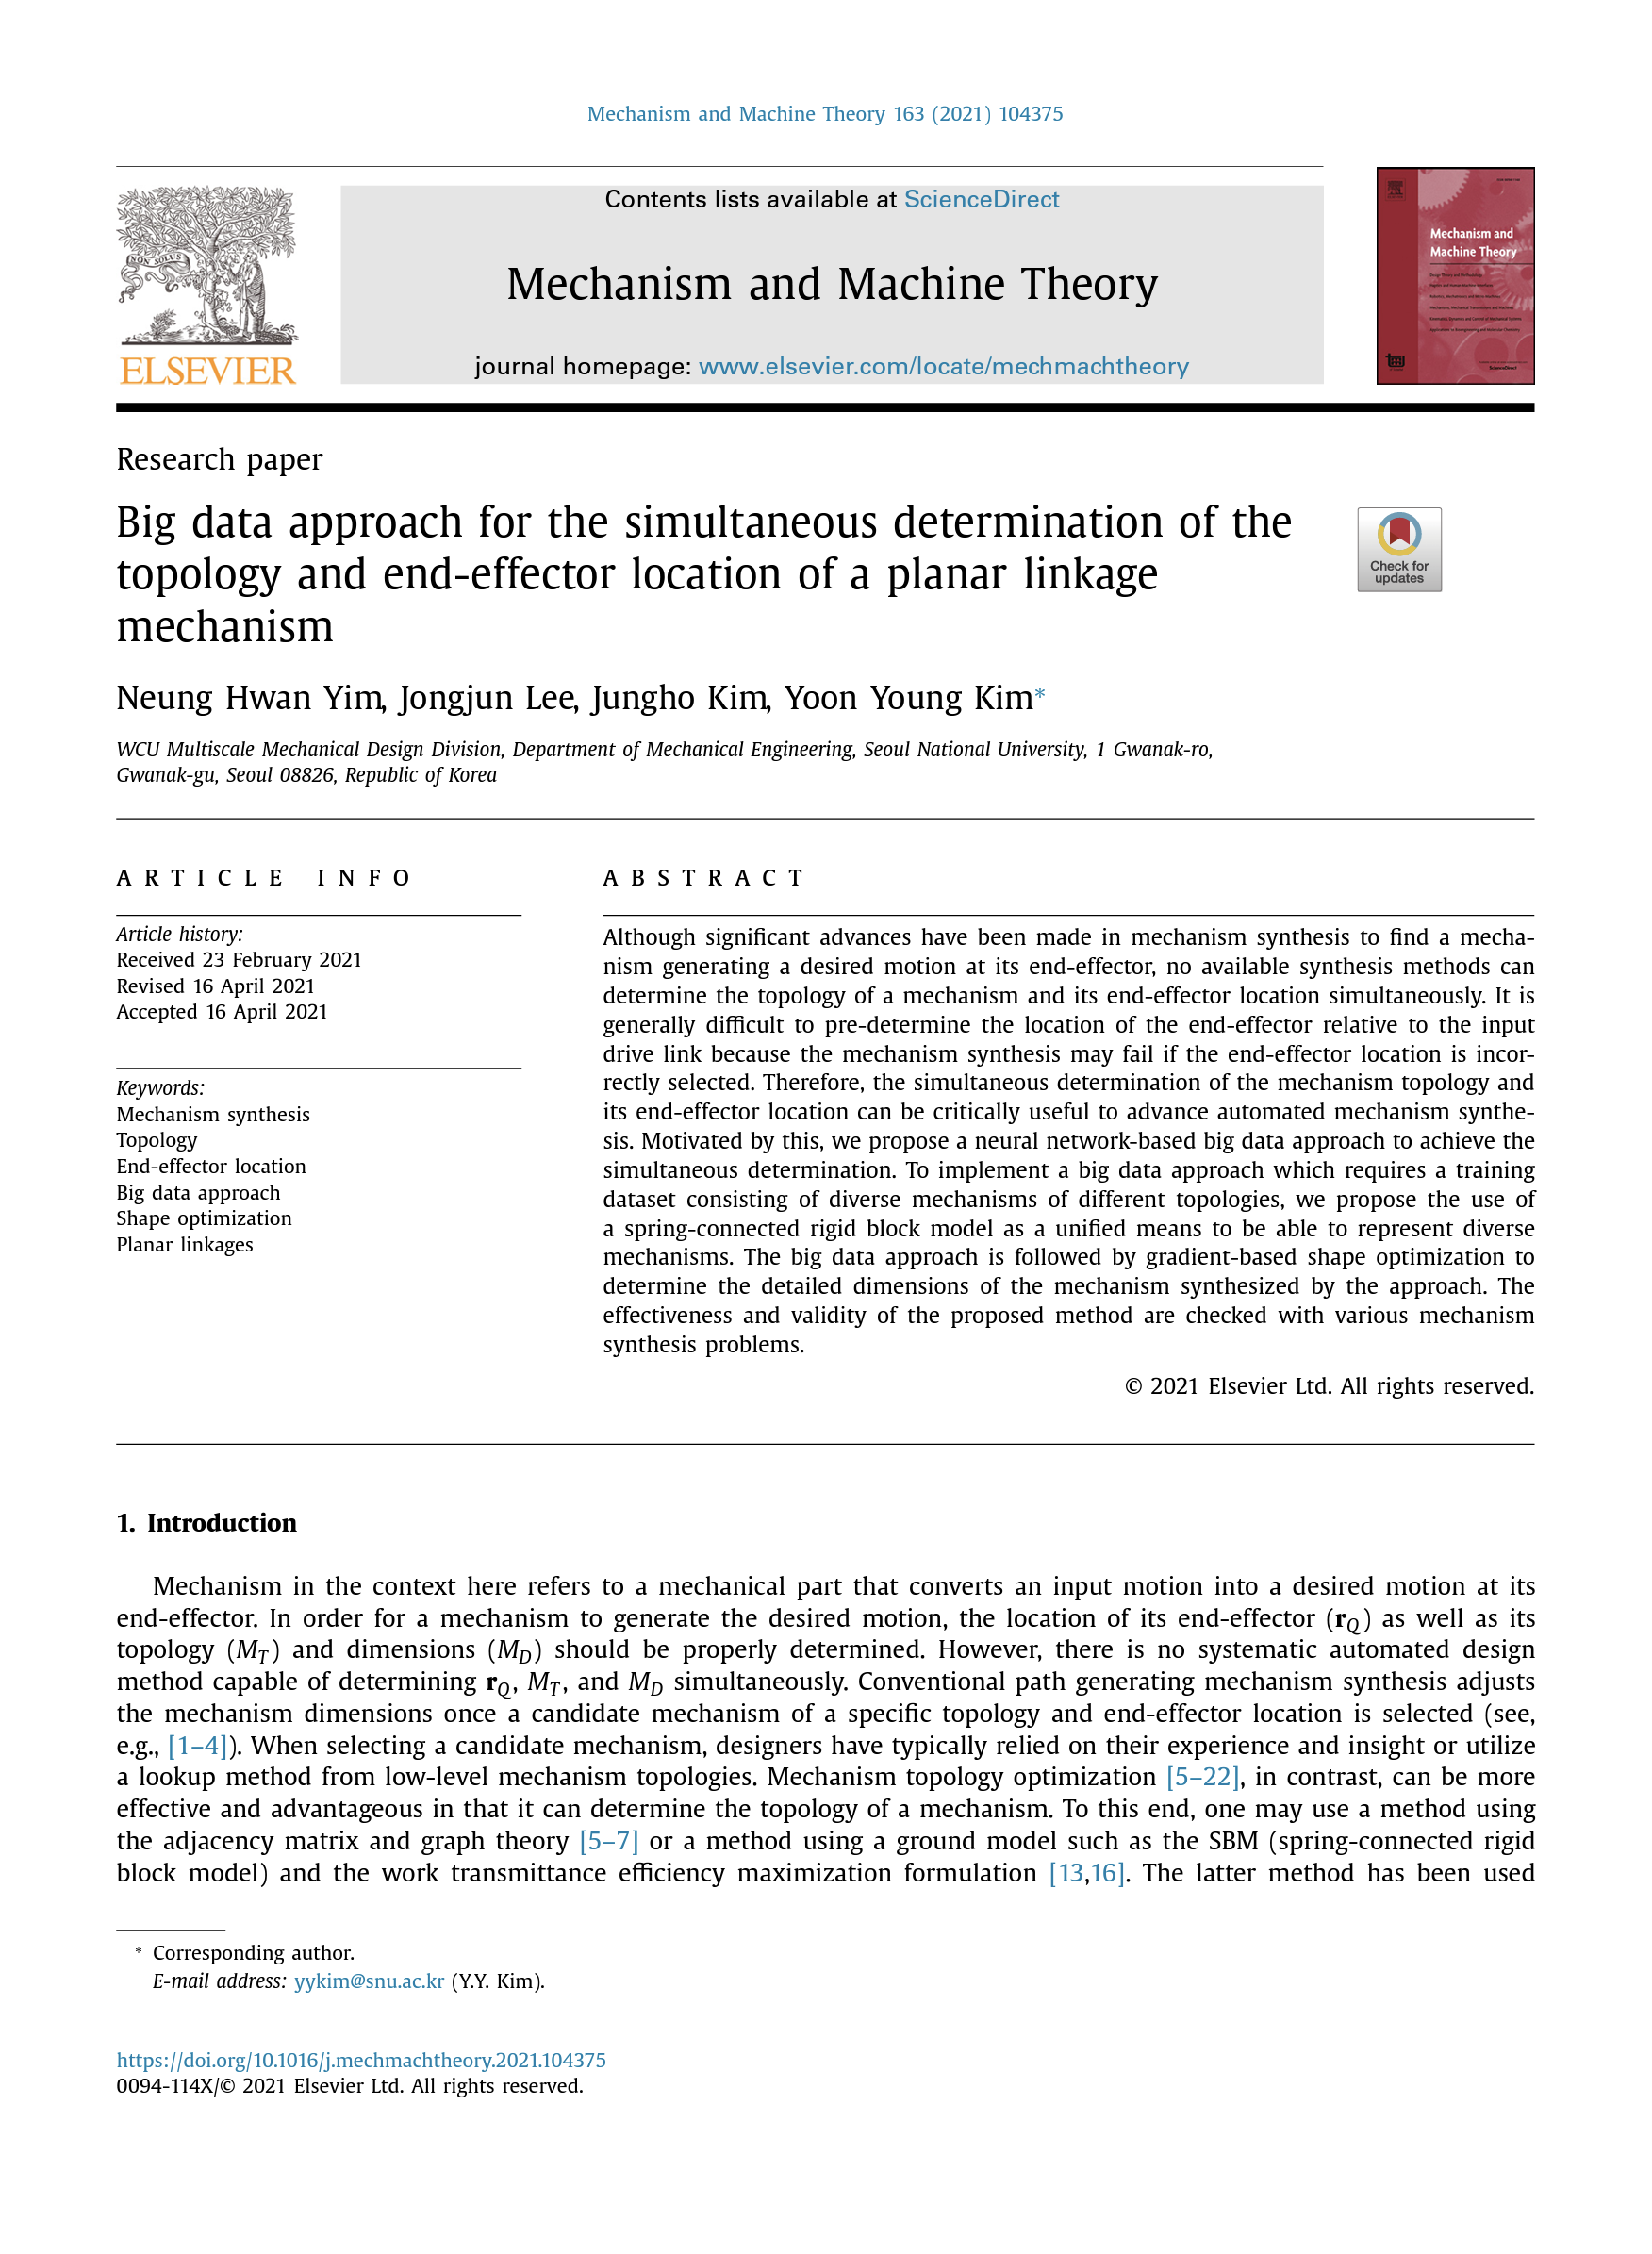 Mechanism and Machine Theory 163 (2021) 104375
Contents lists available at ScienceDirect
Mechanism and Machine Theory
journal homepage: www.elsevier.com/locate/mechmachtheory
NON SOLUS
ELSEVIER
Mechanism and
Machine Theory
ScienceDirect
Research paper
Big data approach for the simultaneous determination of the
topology and end-effector location of a planar linkage
mechanism
Check for
updates
Neung Hwan Yim, Jongjun Lee, Jungho Kim, Yoon Young Kim*
WCU Multiscale Mechanical Design Division, Department of Mechanical Engineering, Seoul National University, 1 Gwanak-ro,
Gwanak-gu, Seoul 08826, Republic of Korea
ARTICLE INFO
Article history:
Received 23 February 2021
Revised 16 April 2021
Accepted 16 April 2021
Keywords:
Mechanism synthesis
Topology
End-effector location
Big data approach
Shape optimization
Planar linkages
ABSTRACT
Although significant advances have been made in mechanism synthesis to find a mecha-
nism generating a desired motion at its end-effector, no available synthesis methods can
determine the topology of a mechanism and its end-effector location simultaneously. It is
generally difficult to pre-determine the location of the end-effector relative to the input
drive link because the mechanism synthesis may fail if the end-effector location is incor-
rectly selected. Therefore, the simultaneous determination of the mechanism topology and
its end-effector location can be critically useful to advance automated mechanism synthe-
sis. Motivated by this, we propose a neural network-based big data approach to achieve the
simultaneous determination. To implement a big data approach which requires a training
dataset consisting of diverse mechanisms of different topologies, we propose the use of
a spring-connected rigid block model as a unified means to be able to represent diverse
mechanisms. The big data approach is followed by gradient-based shape optimization to
determine the detailed dimensions of the mechanism synthesized by the approach. The
effectiveness and validity of the proposed method are checked with various mechanism
synthesis problems.
© 2021 Elsevier Ltd. All rights reserved.
1. Introduction
Mechanism in the context here refers to a mechanical part that converts an input motion into a desired motion at its
end-effector. In order for a mechanism to generate the desired motion, the location of its end-effector (r_Q) as well as its
topology (M_T) and dimensions (M_D) should be properly determined. However, there is no systematic automated design
method capable of determining r_Q, M_T, and M_D simultaneously. Conventional path generating mechanism synthesis adjusts
the mechanism dimensions once a candidate mechanism of a specific topology and end-effector location is selected (see,
e.g., [1–4]). When selecting a candidate mechanism, designers have typically relied on their experience and insight or utilize
a lookup method from low-level mechanism topologies. Mechanism topology optimization [5–22], in contrast, can be more
effective and advantageous in that it can determine the topology of a mechanism. To this end, one may use a method using
the adjacency matrix and graph theory [5–7] or a method using a ground model such as the SBM (spring-connected rigid
block model) and the work transmittance efficiency maximization formulation [13,16]. The latter method has been used
* Corresponding author.
E-mail address: yykim@snu.ac.kr (Y.Y. Kim).
https://doi.org/10.1016/j.mechmachtheory.2021.104375
0094-114X/© 2021 Elsevier Ltd. All rights reserved.